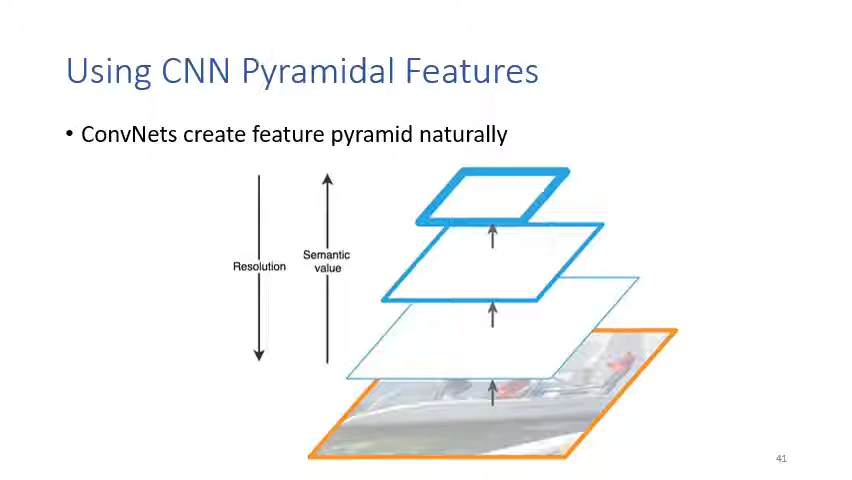 Using CNN Pyramidal Features
• ConvNets create feature pyramid naturally
Resolution
Semantic
value
41